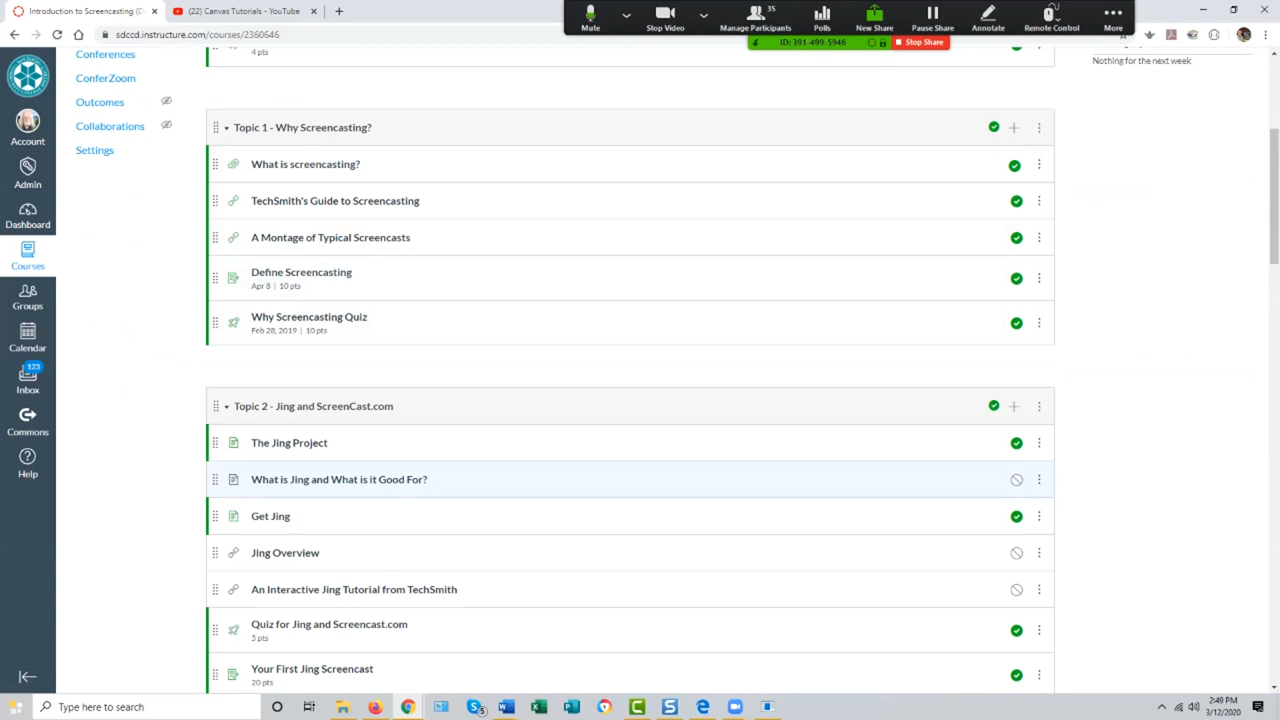 Introduction to Screencasting (D
(22) Canvas Tutorials - YouTube
sdccd.instructure.com/courses/2360646
Mute
Stop Video
35
Manage Participants
Polls
New Share
Pause Share
Annotate
Remote Control
More
ID: 391-499-5946
Stop Share
Account
Admin
Dashboard
Courses
Groups
Calendar
123
Inbox
Commons
Help
Conferences
ConferZoom
Outcomes
Collaborations
Settings
4 pts
Nothing for the next week
Topic 1 - Why Screencasting?
What is screencasting?
TechSmith's Guide to Screencasting
A Montage of Typical Screencasts
Define Screencasting
Apr 8 | 10 pts
Why Screencasting Quiz
Feb 28, 2019 | 10 pts
Topic 2 - Jing and ScreenCast.com
The Jing Project
What is Jing and What is it Good For?
Get Jing
Jing Overview
An Interactive Jing Tutorial from TechSmith
Quiz for Jing and Screencast.com
5 pts
Your First Jing Screencast
20 pts
Type here to search
2:49 PM
3/12/2020